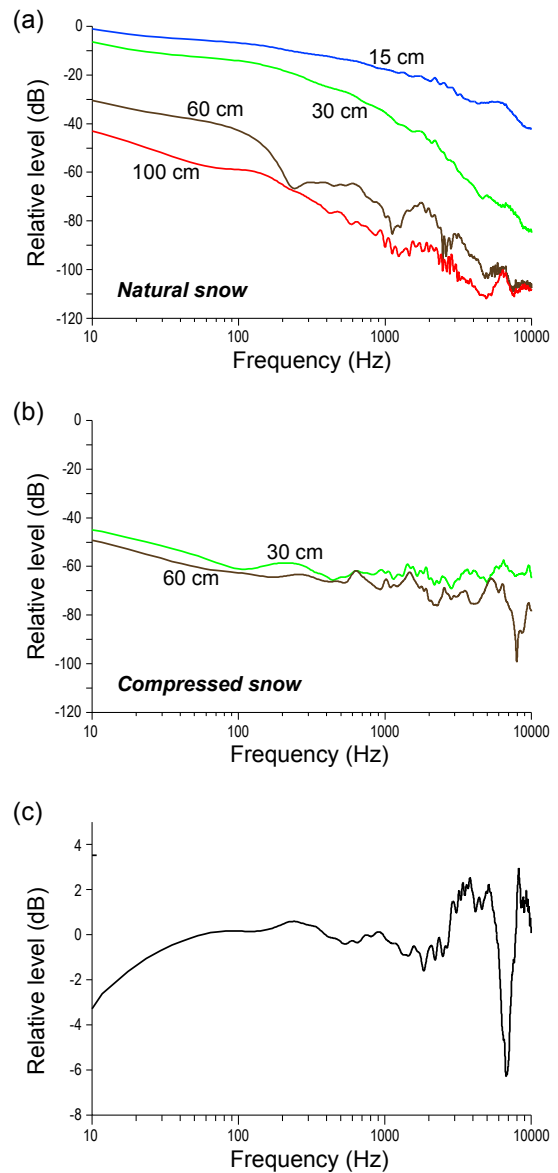 (a)
0
-20
-40
-60
-80
-100
-120
Relative level (dB)
15 cm
30 cm
60 cm
100 cm
Natural snow
10
100
1000
10000
Frequency (Hz)
(b)
0
-20
-40
-60
-80
-100
-120
Relative level (dB)
30 cm
60 cm
Compressed snow
10
100
1000
10000
Frequency (Hz)
(c)
4
2
0
-2
-4
-6
-8
Relative level (dB)
10
100
1000
10000
Frequency (Hz)